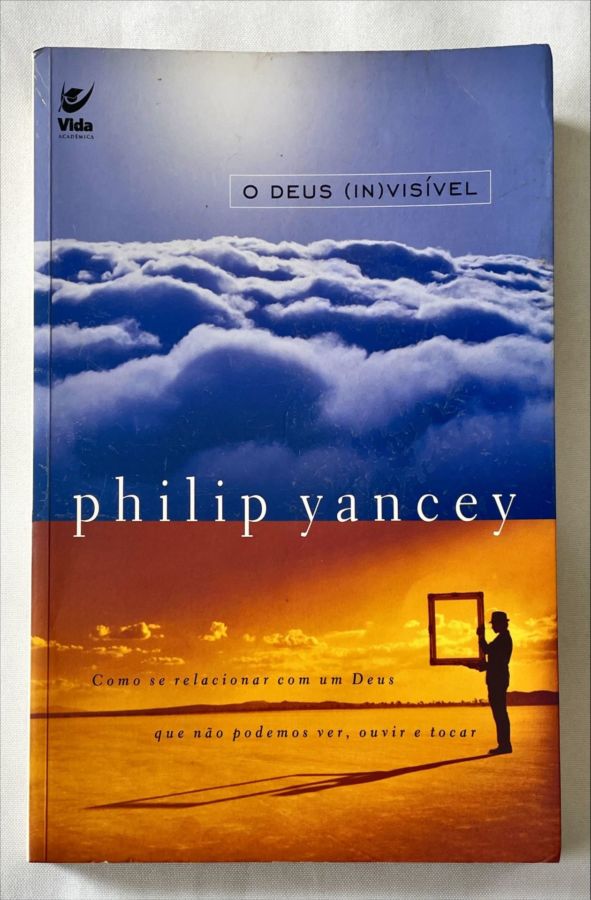 Vida
ACADÊMICA
O DEUS (IN)VISÍVEL
philip yancey
Como se relacionar com um Deus
que não podemos ver, ouvir e tocar